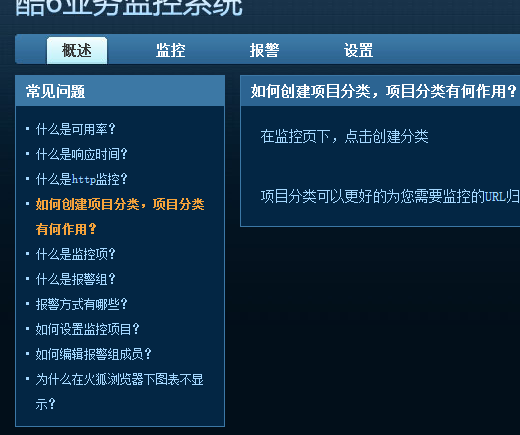 酷6业务监控系统
概述 监控 报警 设置
常见问题
什么是可用率？
什么是响应时间？
什么是http监控？
如何创建项目分类，项目分类
有何作用？
什么是监控项？
什么是报警组？
报警方式有哪些？
如何设置监控项目？
如何编辑报警组成员？
为什么在火狐浏览器下图表不显
示？
如何创建项目分类，项目分类有何作用？
在监控页下，点击创建分类
项目分类可以更好的为您需要监控的URL归